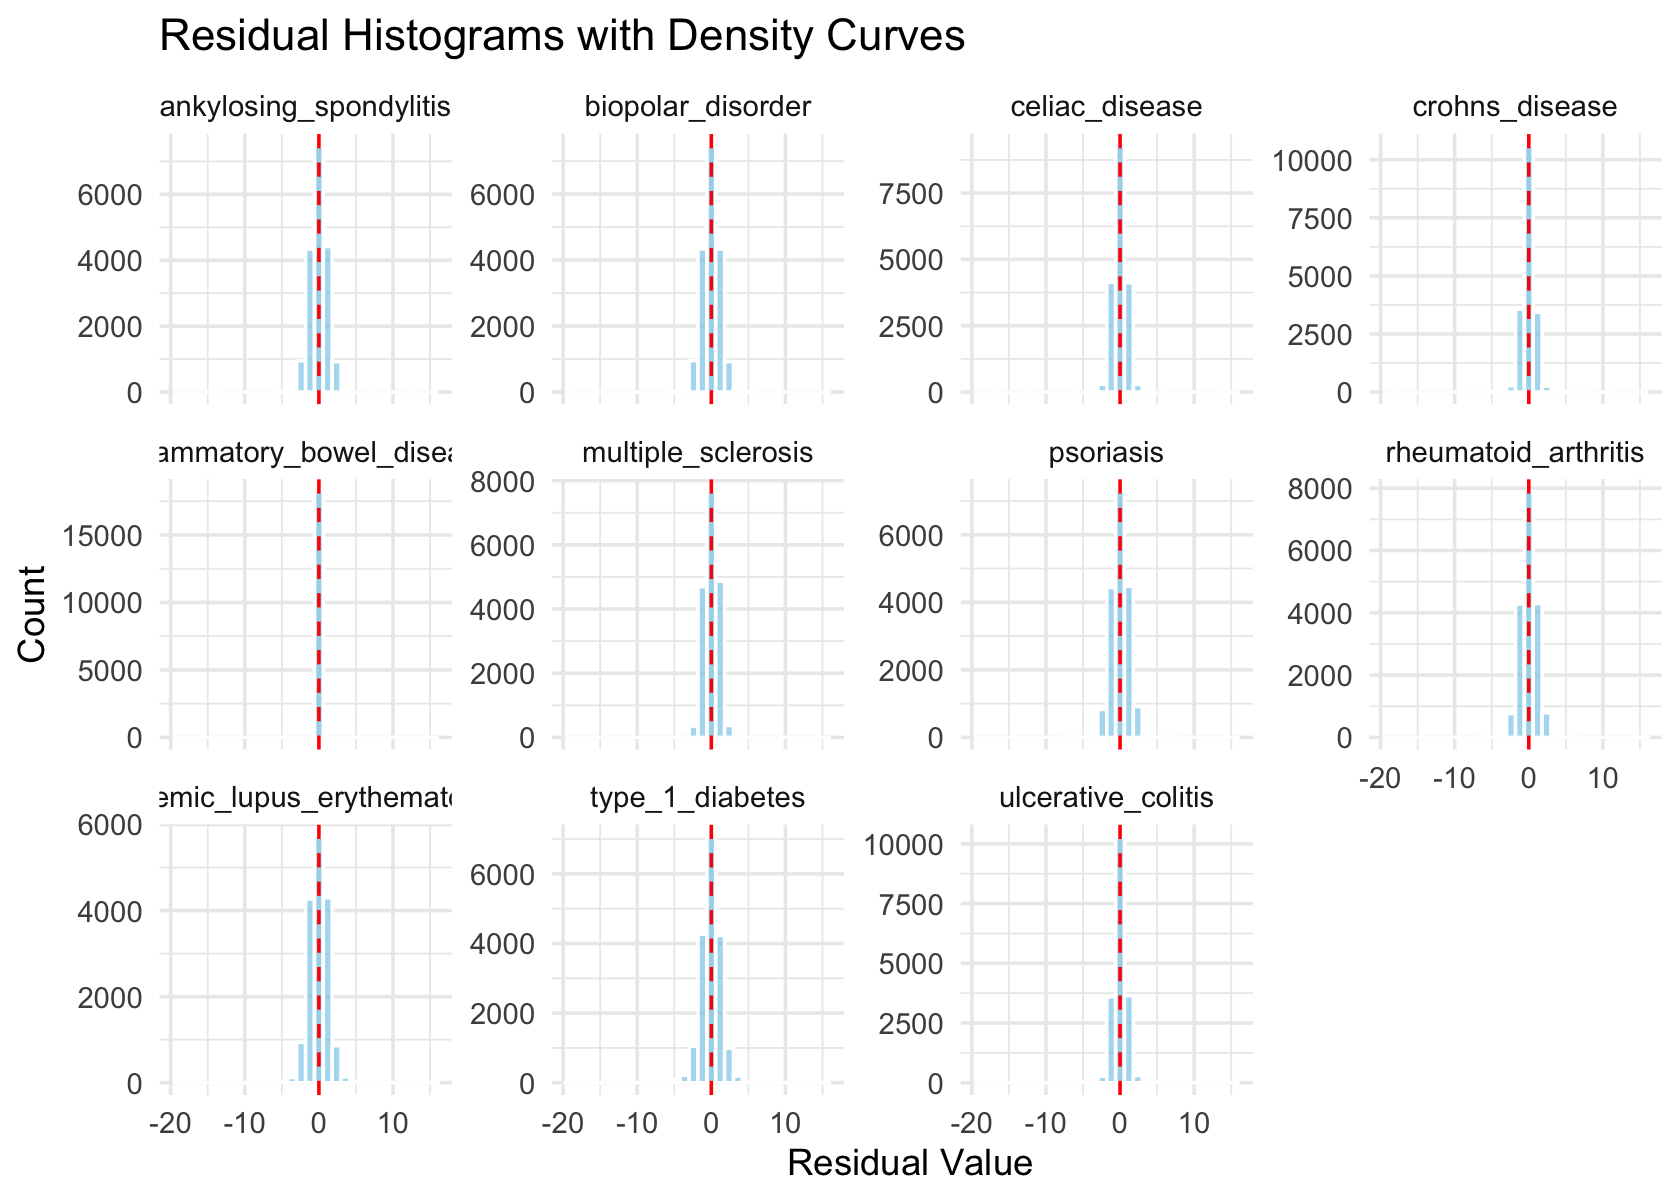 Residual Histograms with Density Curves
ankylosing_spondylitis
biopolar_disorder
celiac_disease
crohns_disease
6000
4000
2000
0
6000
4000
2000
0
7500
5000
2500
0
10000
7500
5000
2500
0
ammatory_bowel_disea
multiple_sclerosis
psoriasis
rheumatoid_arthritis
15000
10000
5000
0
8000
6000
4000
2000
0
6000
4000
2000
0
8000
6000
4000
2000
0
-20 -10 0 10
emic_lupus_erythemato
type_1_diabetes
ulcerative_colitis
6000
4000
2000
0
6000
4000
2000
0
10000
7500
5000
2500
0
-20 -10 0 10
-20 -10 0 10
-20 -10 0 10
Count
Residual Value